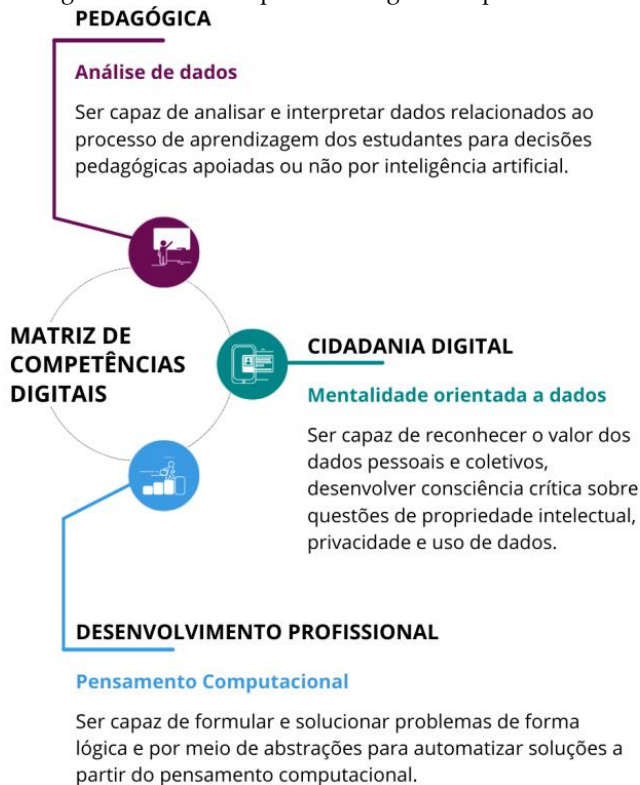 PEDAGÓGICA
Análise de dados
Ser capaz de analisar e interpretar dados relacionados ao
processo de aprendizagem dos estudantes para decisões
pedagógicas apoiadas ou não por inteligência artificial.
MATRIZ DE
COMPETÊNCIAS
DIGITAIS
CIDADANIA DIGITAL
Mentalidade orientada a dados
Ser capaz de reconhecer o valor dos
dados pessoais e coletivos,
desenvolver consciência crítica sobre
questões de propriedade intelectual,
privacidade e uso de dados.
DESENVOLVIMENTO PROFISSIONAL
Pensamento Computacional
Ser capaz de formular e solucionar problemas de forma
lógica e por meio de abstrações para automatizar soluções a
partir do pensamento computacional.